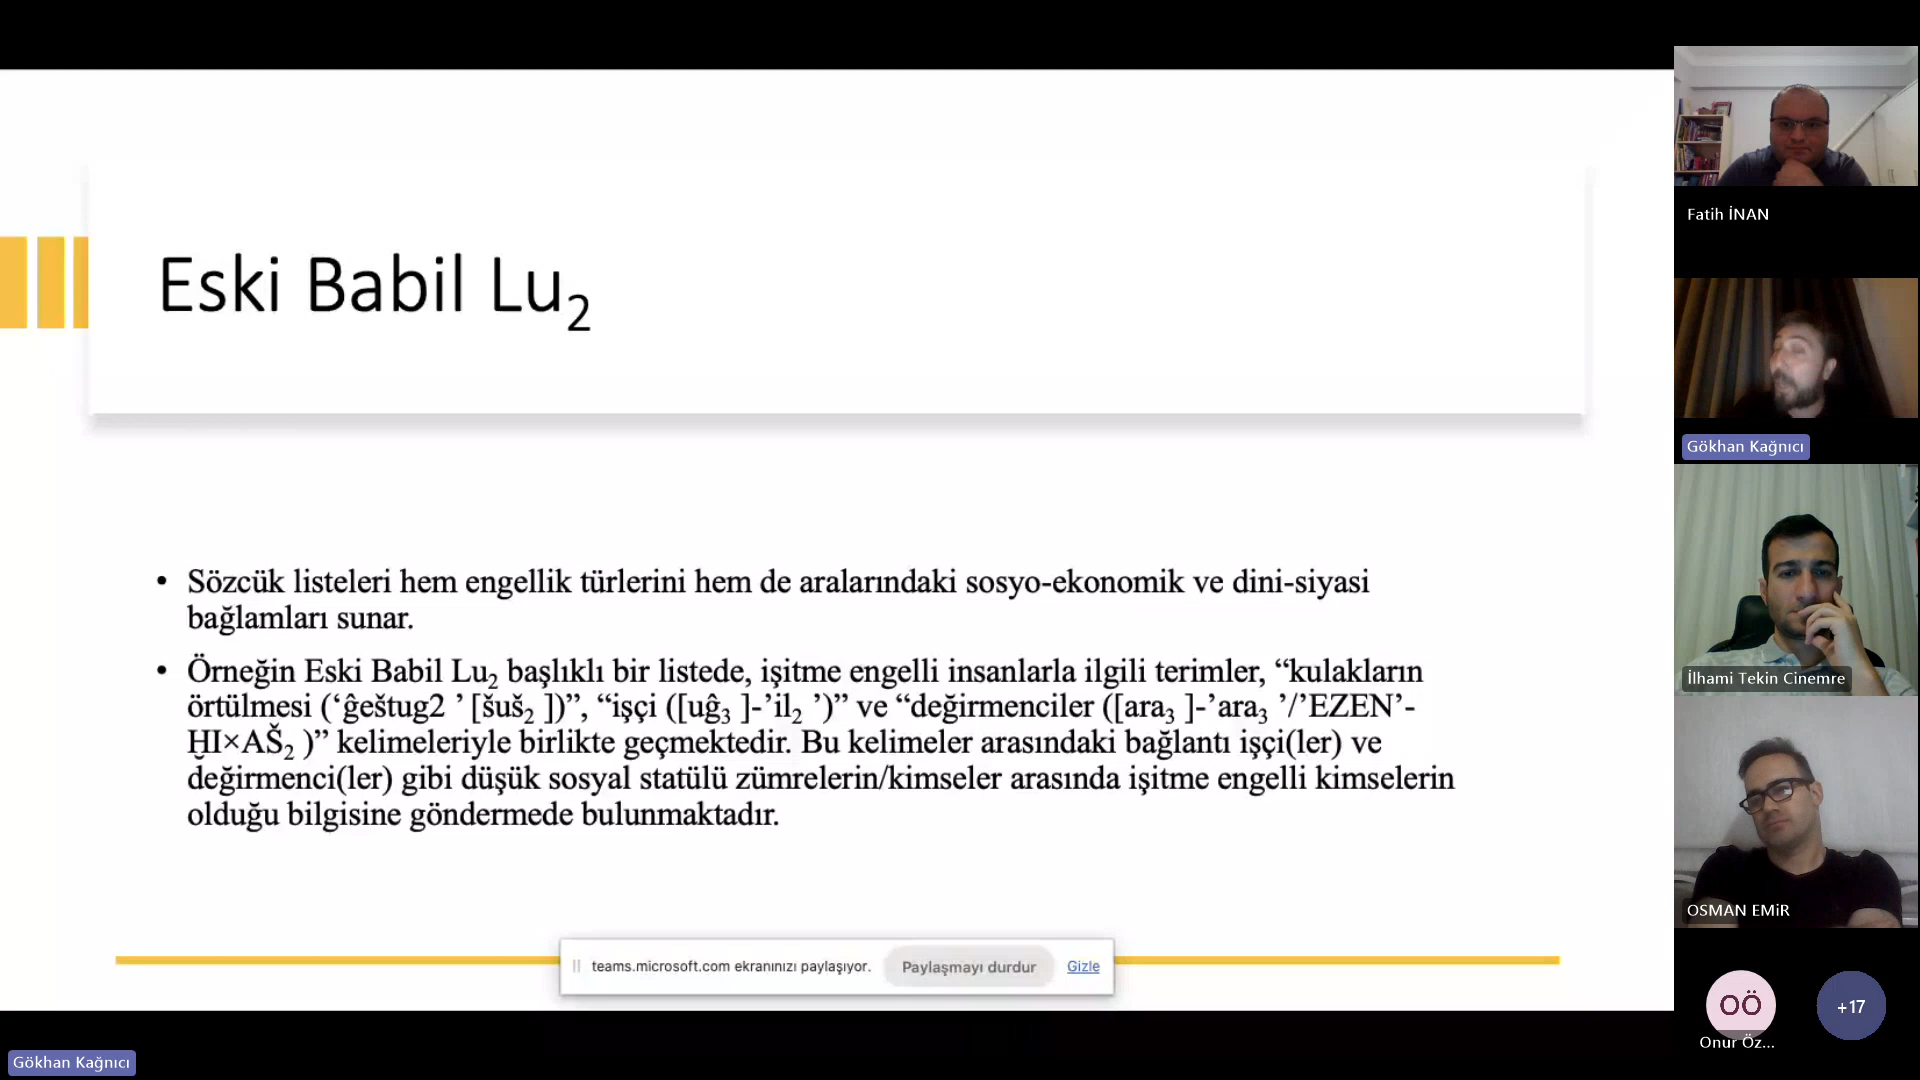 Eski Babil Lu₂
• Sözcük listeleri hem engellik türlerini hem de aralarındaki sosyo-ekonomik ve dini-siyasi
bağlamları sunar.
• Örneğin Eski Babil Lu₂ başlıklı bir listede, işitme engelli insanlarla ilgili terimler, “kulakların
örtülmesi (‘ĝeštug2 ’ [šuš₂ ])”, “işçi ([uĝ₃ ]-’il₂ ’)” ve “değirmenciler ([ara₃ ]-’ara₃ ’/’EZEN’-
ḪI×AŠ₂ )” kelimeleriyle birlikte geçmektedir. Bu kelimeler arasındaki bağlantı işçi(ler) ve
değirmenci(ler) gibi düşük sosyal statülü zümrelerin/kimseler arasında işitme engelli kimselerin
olduğu bilgisine göndermede bulunmaktadır.
teams.microsoft.com ekranınızı paylaşıyor. Paylaşmayı durdur Gizle
Gökhan Kağnıcı
Fatih İNAN
Gökhan Kağnıcı
İlhami Tekin Cinemre
OSMAN EMiR
OÖ +17
Onur Öz...